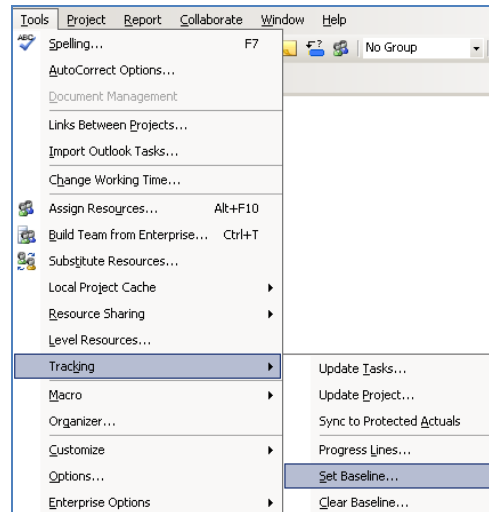 Tools Project Report Collaborate Window Help
ABC Spelling... F7
No Group
AutoCorrect Options...
Document Management
Links Between Projects...
Import Outlook Tasks...
Change Working Time...
Assign Resources... Alt+F10
Build Team from Enterprise... Ctrl+T
Substitute Resources...
Local Project Cache
Resource Sharing
Level Resources...
Tracking
Macro
Organizer...
Customize
Options...
Enterprise Options
Update Tasks...
Update Project...
Sync to Protected Actuals
Progress Lines...
Set Baseline...
Clear Baseline...